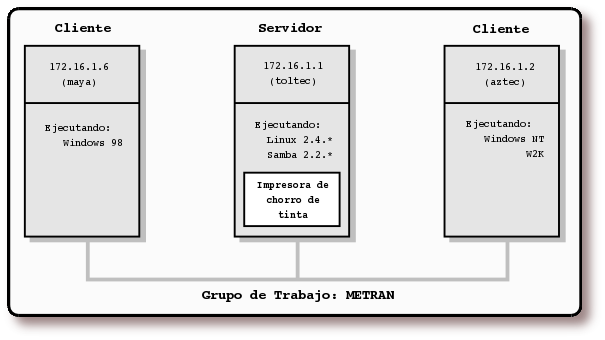 Cliente
172.16.1.6
(maya)
Ejecutando:
Windows 98
Servidor
172.16.1.1
(toltec)
Ejecutando:
Linux 2.4.*
Samba 2.2.*
Impresora de
chorro de
tinta
Cliente
172.16.1.2
(aztec)
Ejecutando:
Windows NT
W2K
Grupo de Trabajo: METRAN